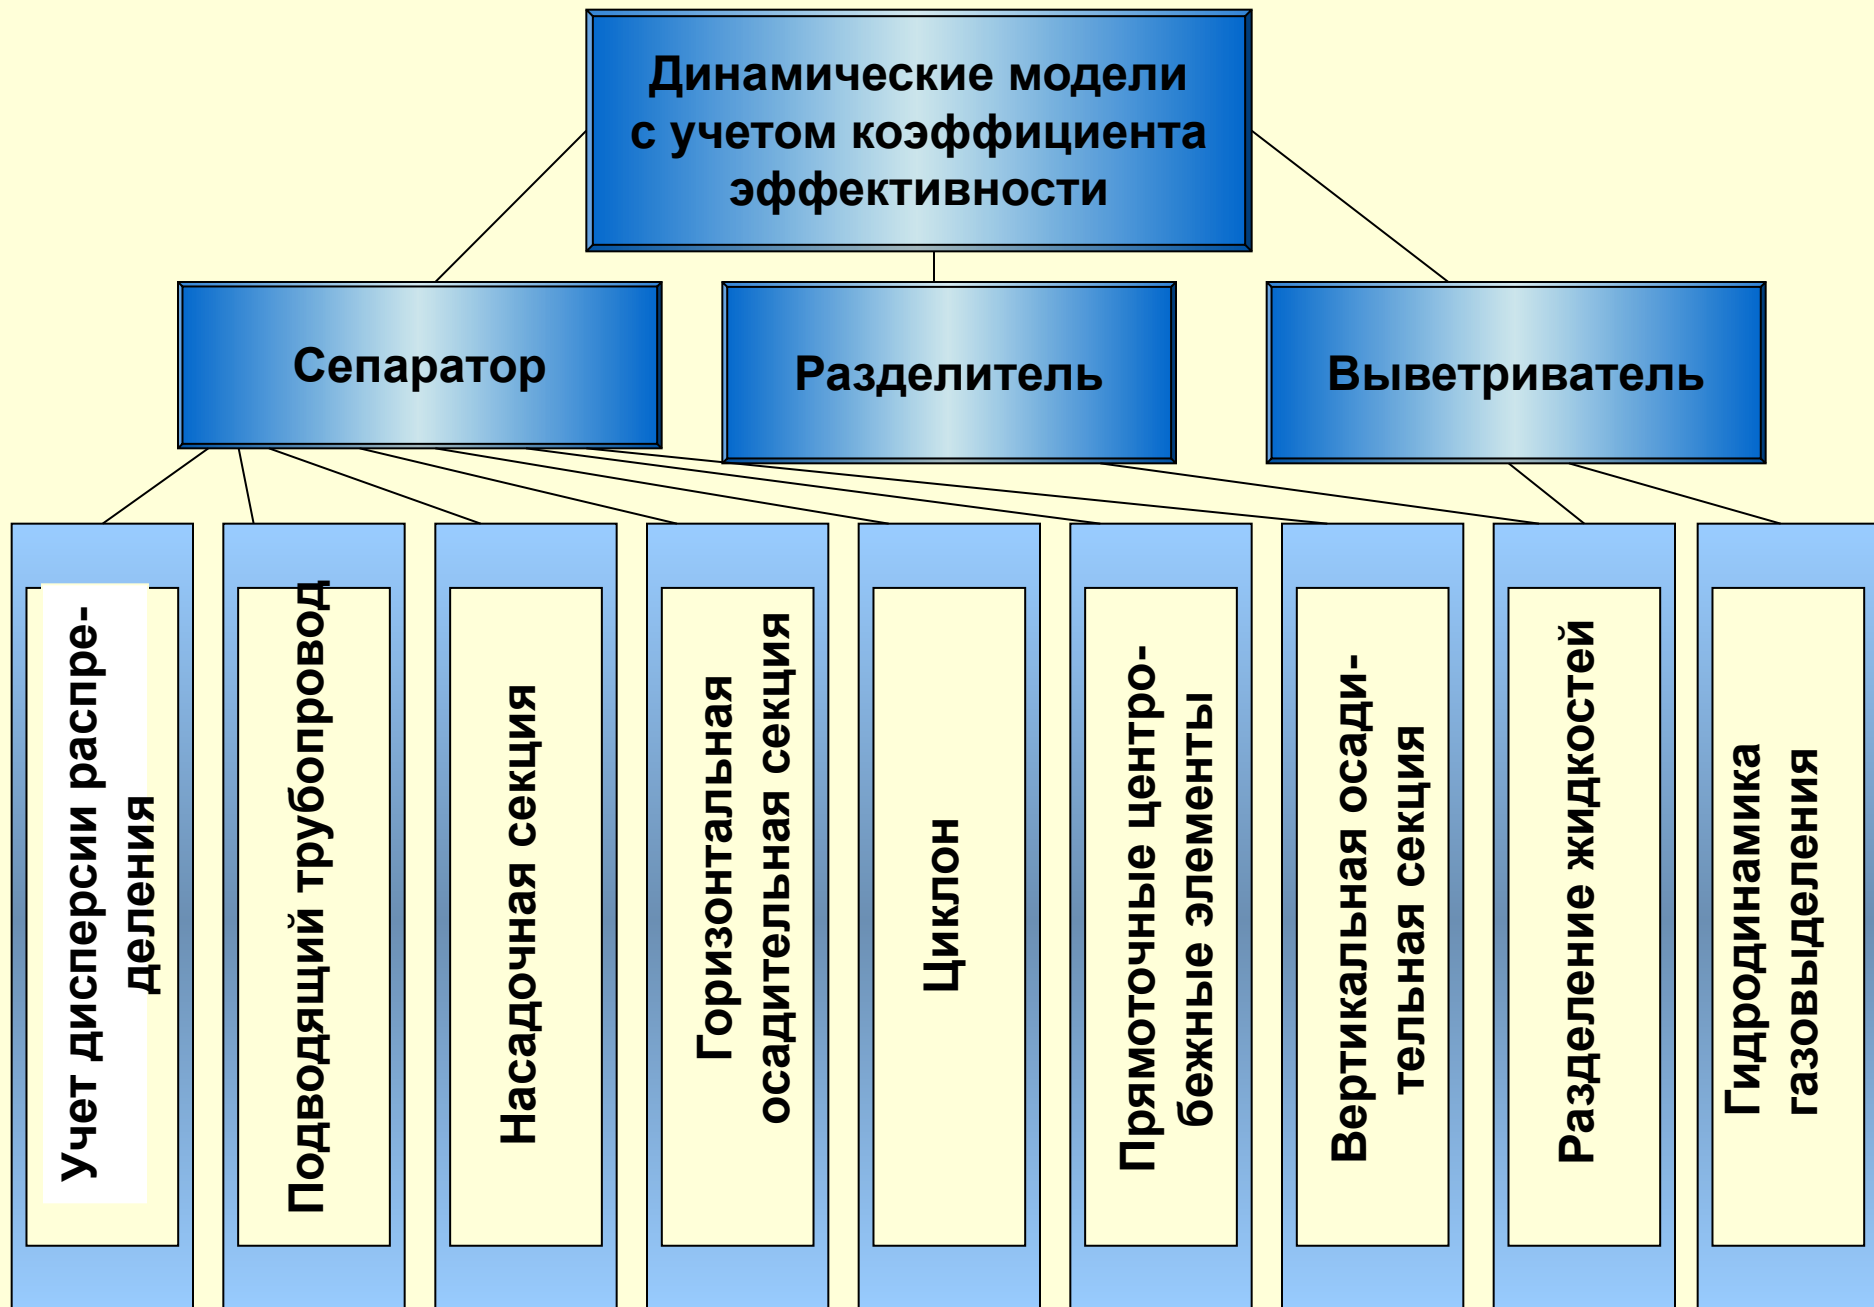 Динамические модели
с учетом коэффициента
эффективности
Сепаратор
Разделитель
Выветриватель
Учет дисперсии распре-
деления
Подводящий трубопровод
Насадочная секция
Горизонтальная
осадительная секция
Циклон
Прямоточные центро-
бежные элементы
Вертикальная осади-
тельная секция
Разделение жидкостей
Гидродинамика
газовыделения